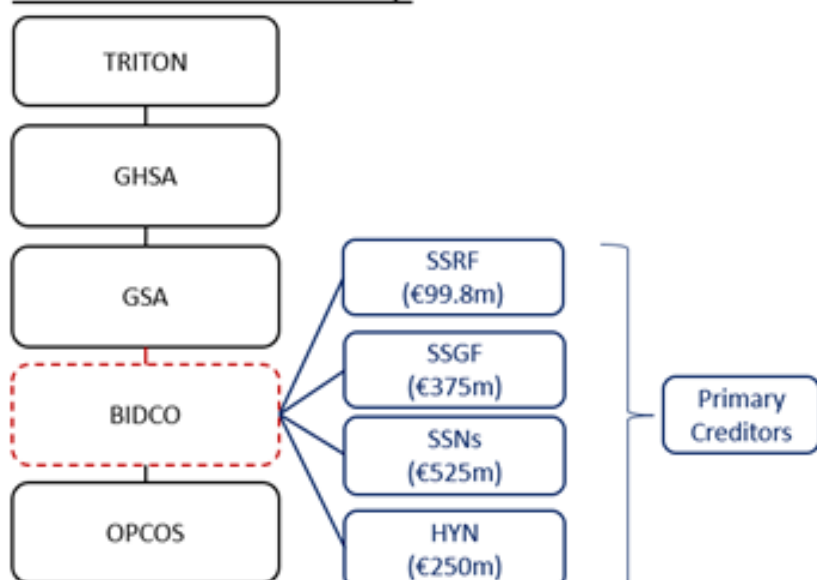 TRITON
GHSA
GSA
BIDCO
OPCOS
SSRF
(€99.8m)
SSGF
(€375m)
SSNs
(€525m)
HYN
(€250m)
Primary
Creditors